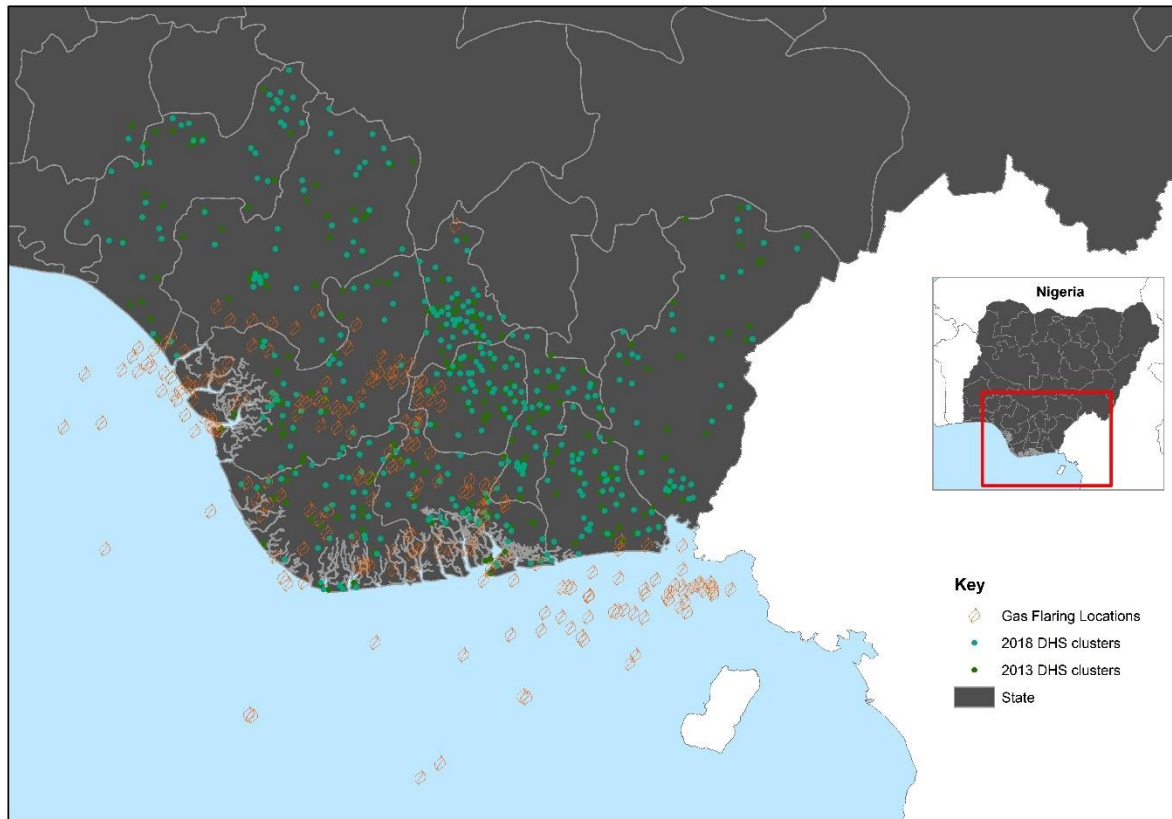 Nigeria
Key
Gas Flaring Locations
2018 DHS clusters
2013 DHS clusters
State